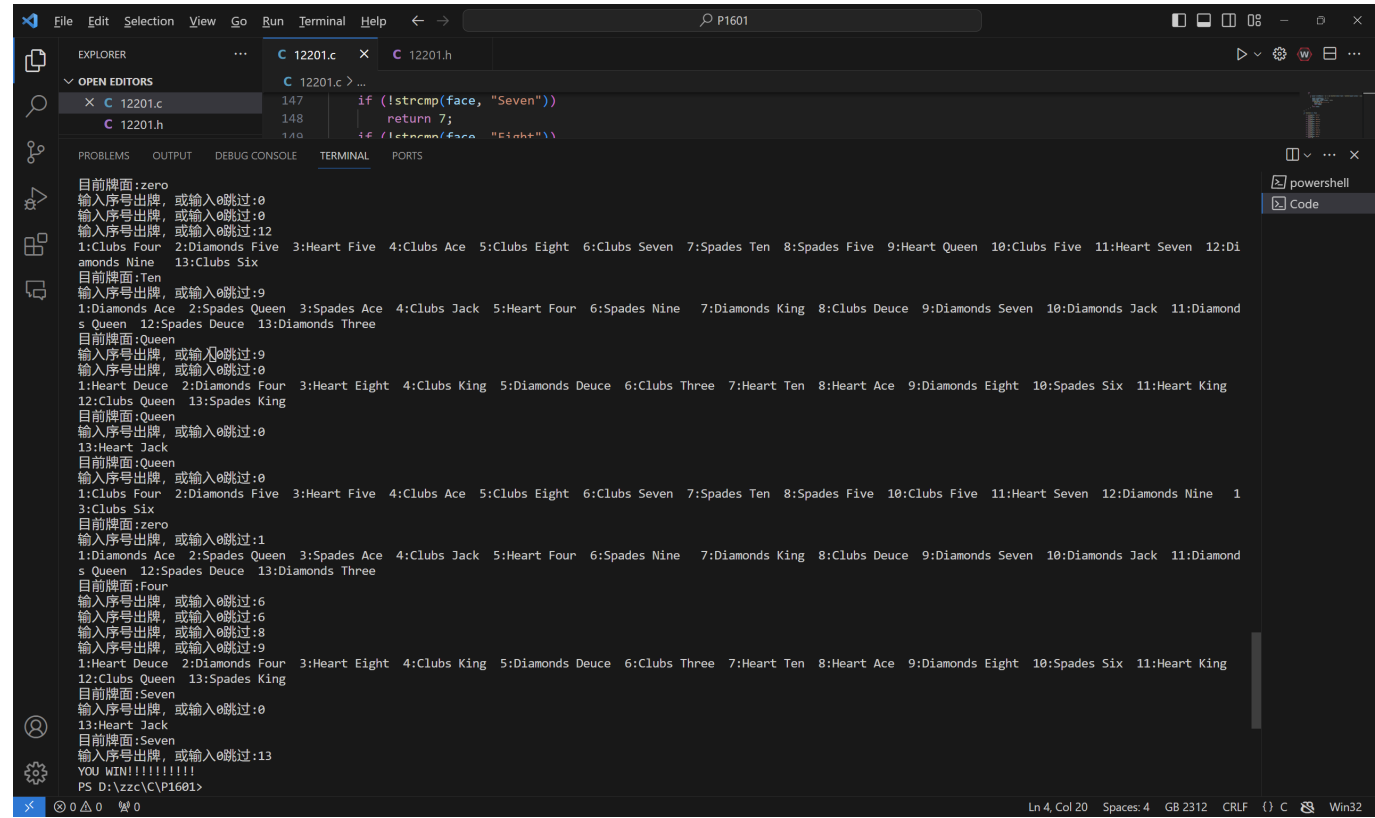 File Edit Selection View Go Run Terminal Help ← → P1601
EXPLORER ··· C 12201.c × C 12201.h
OPEN EDITORS C 12201.c > ...
× C 12201.c 147 if (!strcmp(face, "Seven"))
C 12201.h 148 return 7;
149 if (!strcmp(face, "Eight"))
PROBLEMS OUTPUT DEBUG CONSOLE TERMINAL PORTS
powershell
Code
目前牌面:zero
输入序号出牌，或输入0跳过:0
输入序号出牌，或输入0跳过:0
输入序号出牌，或输入0跳过:12
1:Clubs Four 2:Diamonds Five 3:Heart Five 4:Clubs Ace 5:Clubs Eight 6:Clubs Seven 7:Spades Ten 8:Spades Five 9:Heart Queen 10:Clubs Five 11:Heart Seven 12:Di
amonds Nine 13:Clubs Six
目前牌面:Ten
输入序号出牌，或输入0跳过:9
1:Diamonds Ace 2:Spades Queen 3:Spades Ace 4:Clubs Jack 5:Heart Four 6:Spades Nine 7:Diamonds King 8:Clubs Deuce 9:Diamonds Seven 10:Diamonds Jack 11:Diamond
s Queen 12:Spades Deuce 13:Diamonds Three
目前牌面:Queen
输入序号出牌，或输入0跳过:9
输入序号出牌，或输入0跳过:0
1:Heart Deuce 2:Diamonds Four 3:Heart Eight 4:Clubs King 5:Diamonds Deuce 6:Clubs Three 7:Heart Ten 8:Heart Ace 9:Diamonds Eight 10:Spades Six 11:Heart King
12:Clubs Queen 13:Spades King
目前牌面:Queen
输入序号出牌，或输入0跳过:0
13:Heart Jack
目前牌面:Queen
输入序号出牌，或输入0跳过:0
1:Clubs Four 2:Diamonds Five 3:Heart Five 4:Clubs Ace 5:Clubs Eight 6:Clubs Seven 7:Spades Ten 8:Spades Five 10:Clubs Five 11:Heart Seven 12:Diamonds Nine 1
3:Clubs Six
目前牌面:zero
输入序号出牌，或输入0跳过:1
1:Diamonds Ace 2:Spades Queen 3:Spades Ace 4:Clubs Jack 5:Heart Four 6:Spades Nine 7:Diamonds King 8:Clubs Deuce 9:Diamonds Seven 10:Diamonds Jack 11:Diamond
s Queen 12:Spades Deuce 13:Diamonds Three
目前牌面:Four
输入序号出牌，或输入0跳过:6
输入序号出牌，或输入0跳过:6
输入序号出牌，或输入0跳过:8
输入序号出牌，或输入0跳过:9
1:Heart Deuce 2:Diamonds Four 3:Heart Eight 4:Clubs King 5:Diamonds Deuce 6:Clubs Three 7:Heart Ten 8:Heart Ace 9:Diamonds Eight 10:Spades Six 11:Heart King
12:Clubs Queen 13:Spades King
目前牌面:Seven
输入序号出牌，或输入0跳过:0
13:Heart Jack
目前牌面:Seven
输入序号出牌，或输入0跳过:13
YOU WIN!!!!!!!!!!
PS D:\zzc\C\P1601>
0 0 0 Ln 4, Col 20 Spaces: 4 GB 2312 CRLF {} C Win32